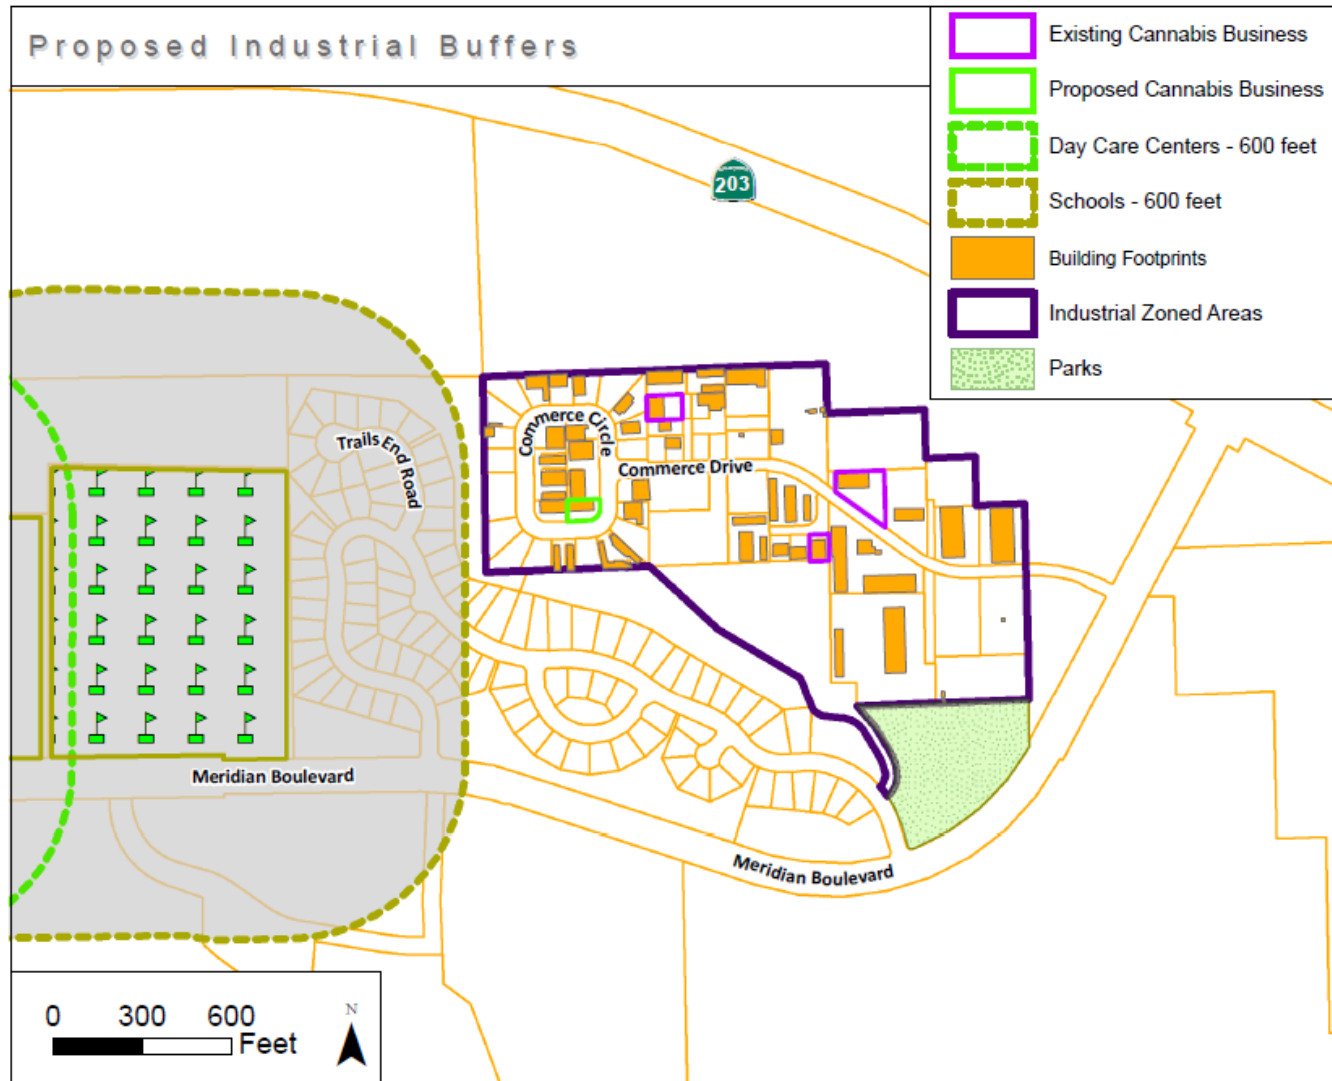 Proposed Industrial Buffers
Existing Cannabis Business
Proposed Cannabis Business
Day Care Centers - 600 feet
Schools - 600 feet
Building Footprints
Industrial Zoned Areas
Parks
203
Commerce Circle
Trails End Road
Commerce Drive
Meridian Boulevard
Meridian Boulevard
0 300 600
Feet
N